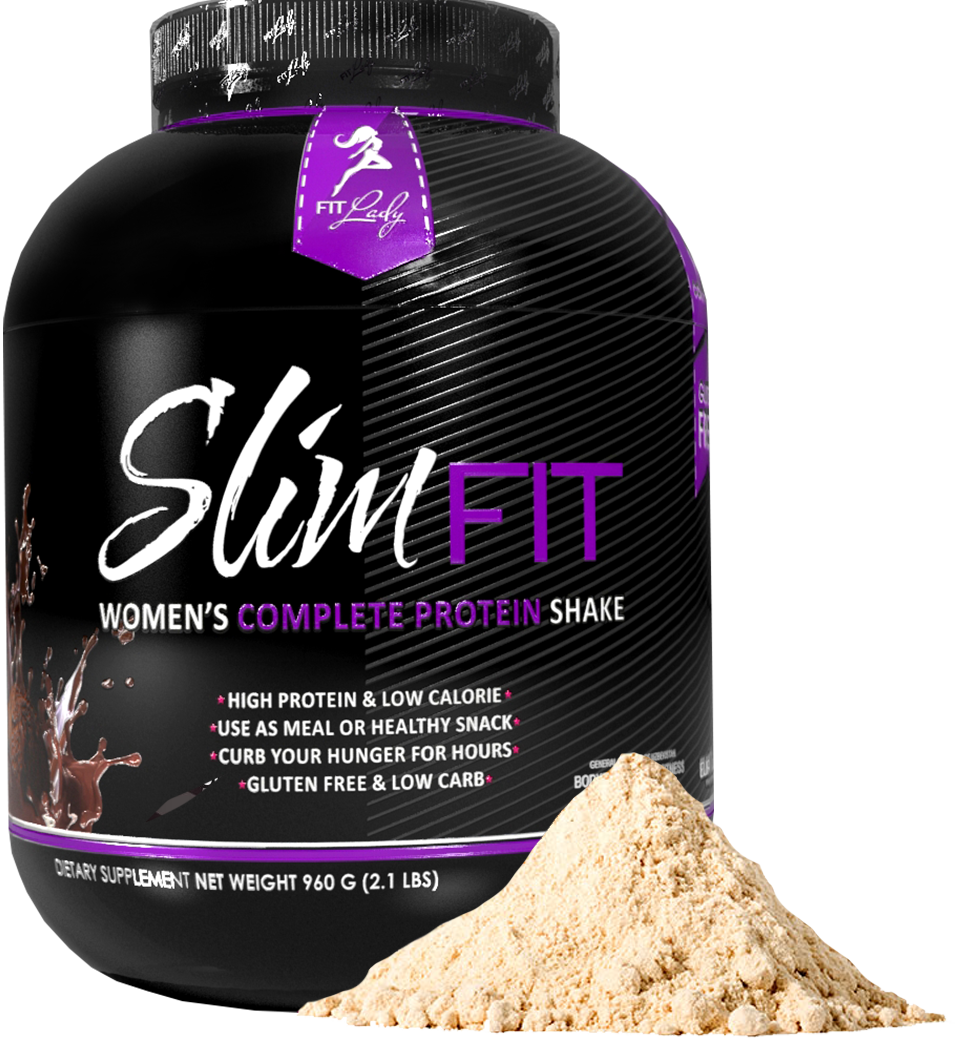 FIT Lady
Slim FIT
WOMEN'S COMPLETE PROTEIN SHAKE
*HIGH PROTEIN & LOW CALORIE*
*USE AS MEAL OR HEALTHY SNACK*
*CURB YOUR HUNGER FOR HOURS*
*GLUTEN FREE & LOW CARB*
DIETARY SUPPLEMENT NET WEIGHT 960 G (2.1 LBS)